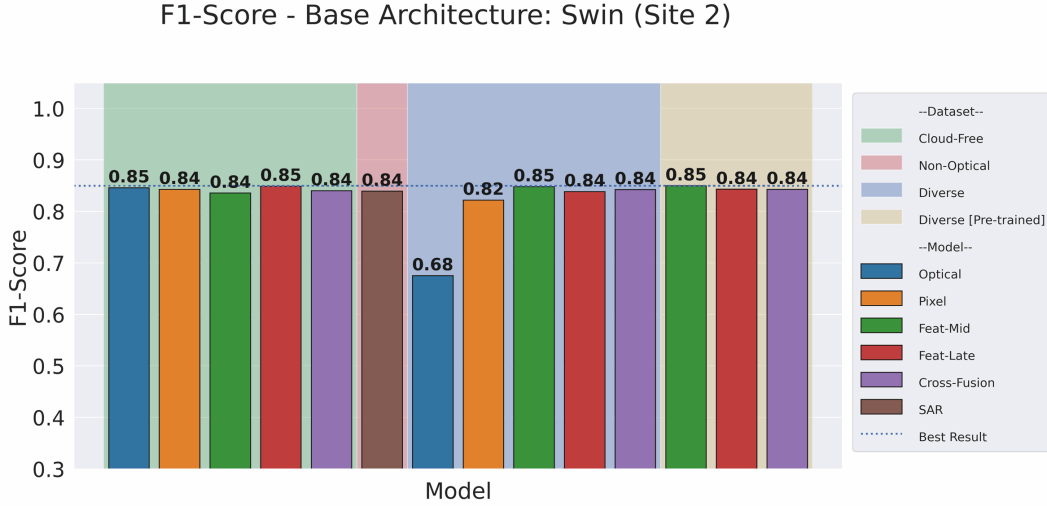 F1-Score - Base Architecture: Swin (Site 2)
F1-Score
1.0
0.9
0.8
0.7
0.6
0.5
0.4
0.3
0.85
0.84
0.84
0.85
0.84
0.84
0.68
0.82
0.85
0.84
0.84
0.85
0.84
0.84
Model
--Dataset--
Cloud-Free
Non-Optical
Diverse
Diverse [Pre-trained]
--Model--
Optical
Pixel
Feat-Mid
Feat-Late
Cross-Fusion
SAR
Best Result